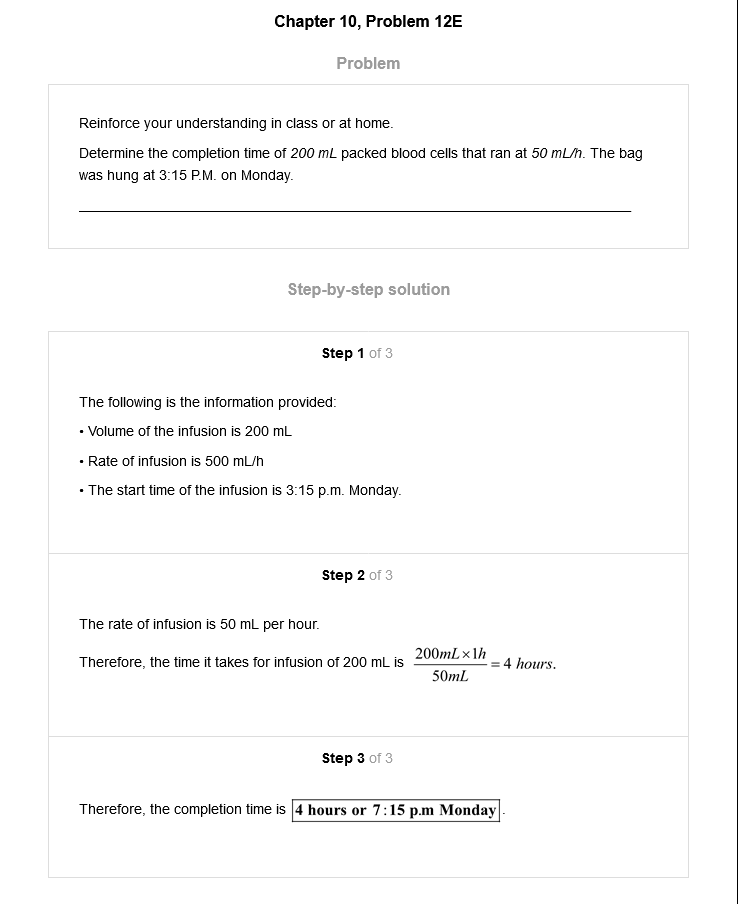 Chapter 10, Problem 12E
Problem
Reinforce your understanding in class or at home.
Determine the completion time of 200 mL packed blood cells that ran at 50 mL/h. The bag
was hung at 3:15 P.M. on Monday.
Step-by-step solution
Step 1 of 3
The following is the information provided:
• Volume of the infusion is 200 mL
• Rate of infusion is 500 mL/h
• The start time of the infusion is 3:15 p.m. Monday.
Step 2 of 3
The rate of infusion is 50 mL per hour.
Therefore, the time it takes for infusion of 200 mL is 200mL×1h / 50mL = 4 hours.
Step 3 of 3
Therefore, the completion time is 4 hours or 7:15 p.m Monday.